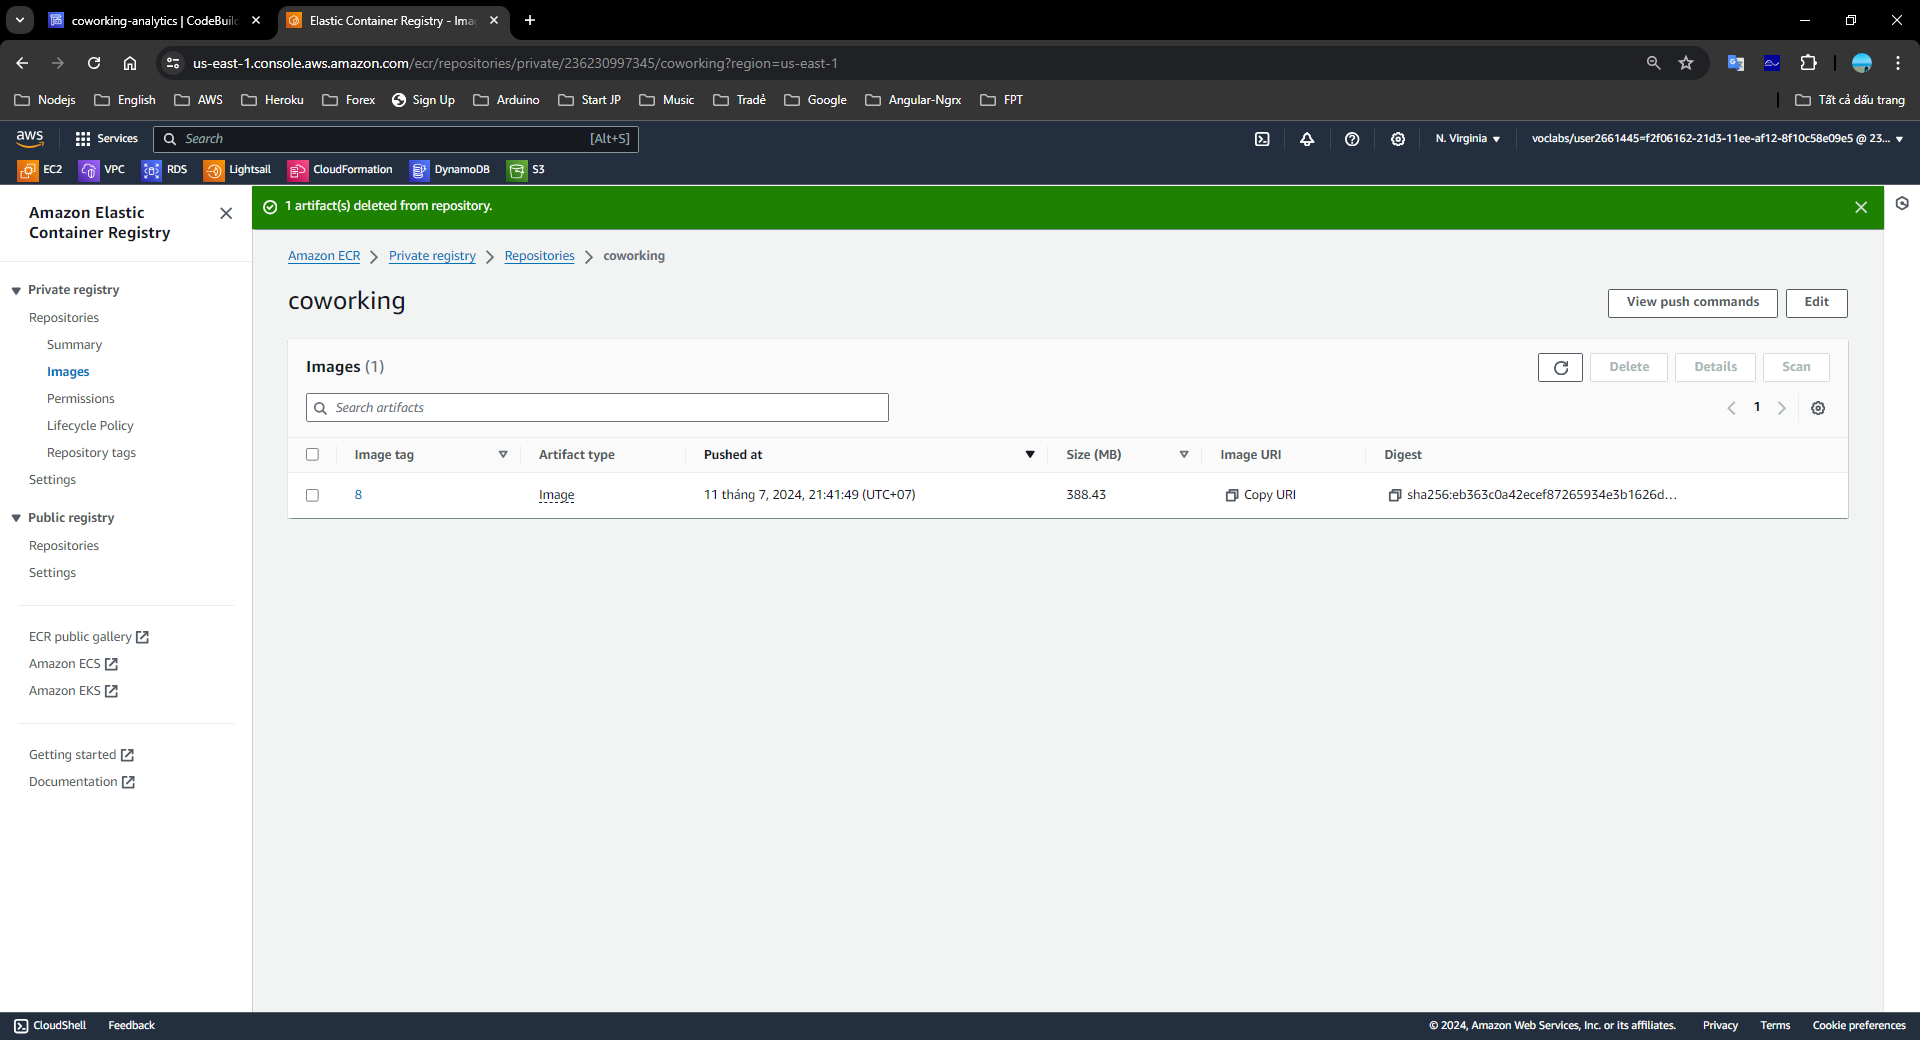 coworking-analytics | CodeBuild
Elastic Container Registry - Ima
us-east-1.console.aws.amazon.com/ecr/repositories/private/236230997345/coworking?region=us-east-1
Nodejs English AWS Heroku Forex Sign Up Arduino Start JP Music Tradẻ Google Angular-Ngrx FPT Tất cả dấu trang
aws Services Search [Alt+S] N. Virginia voclabs/user2661445=f2f06162-21d3-11ee-af12-8f10c58e09e5 @ 23...
EC2 VPC RDS Lightsail CloudFormation DynamoDB S3
Amazon Elastic
Container Registry
Private registry
Repositories
Summary
Images
Permissions
Lifecycle Policy
Repository tags
Settings
Public registry
Repositories
Settings
ECR public gallery
Amazon ECS
Amazon EKS
Getting started
Documentation
1 artifact(s) deleted from repository.
Amazon ECR Private registry Repositories coworking
coworking
View push commands Edit
Images (1)
Delete Details Scan
Search artifacts
1
Image tag Artifact type Pushed at Size (MB) Image URI Digest
8 Image 11 tháng 7, 2024, 21:41:49 (UTC+07) 388.43 Copy URI sha256:eb363c0a42ecef87265934e3b1626d...
CloudShell Feedback © 2024, Amazon Web Services, Inc. or its affiliates. Privacy Terms Cookie preferences